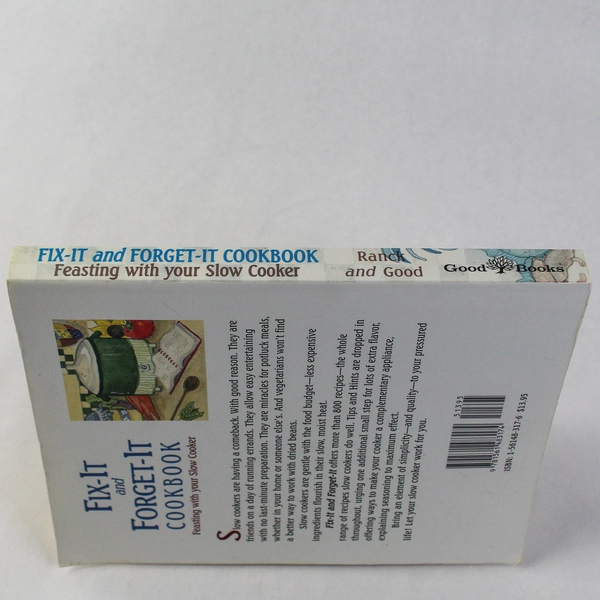 FIX-IT and FORGET-IT COOKBOOK
Feasting with your Slow Cooker
Ranck
and Good
Good Books
FIX-IT
and
FORGET-IT
COOKBOOK
Feasting with your Slow Cooker
Slow cookers are having a comeback. With good reason. They are
friends on a day of running errands. They allow easy entertaining
with no last-minute preparation. They are miracles for potluck meals,
whether in your home or someone else's. And vegetarians won't find
a better way to work with dried beans.
Slow cookers are gentle with the food budget—less expensive
ingredients flourish in their slow, moist heat.
Fix-It and Forget-It offers more than 800 recipes—the whole
range of recipes slow cookers do well. Tips and Hints are dropped in
throughout, urging one additional small step for lots of extra flavor,
offering ways to make your cooker a complementary appliance,
explaining seasoning to maximum effect.
Bring an element of simplicity—and quality—to your pressured
life! Let your slow cooker work for you.
51395
9 781561 483174
ISBN: 1-56148-317-6 $13.95